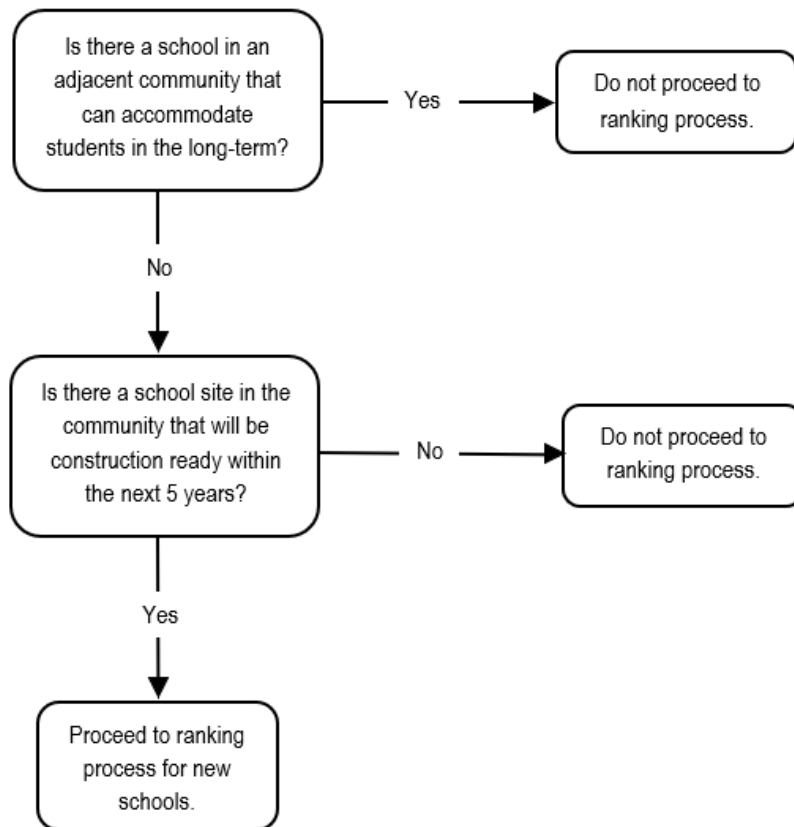 Is there a school in an
adjacent community that
can accommodate
students in the long-term?
Yes
Do not proceed to
ranking process.
No
Is there a school site in the
community that will be
construction ready within
the next 5 years?
No
Do not proceed to
ranking process.
Yes
Proceed to ranking
process for new
schools.